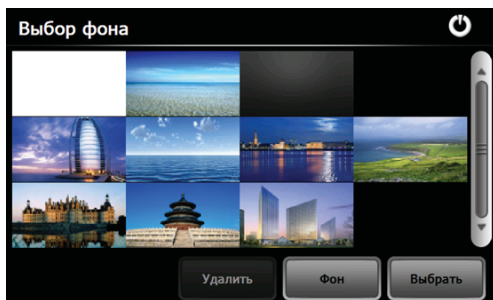 Выбор фона
Удалить
Фон
Выбрать